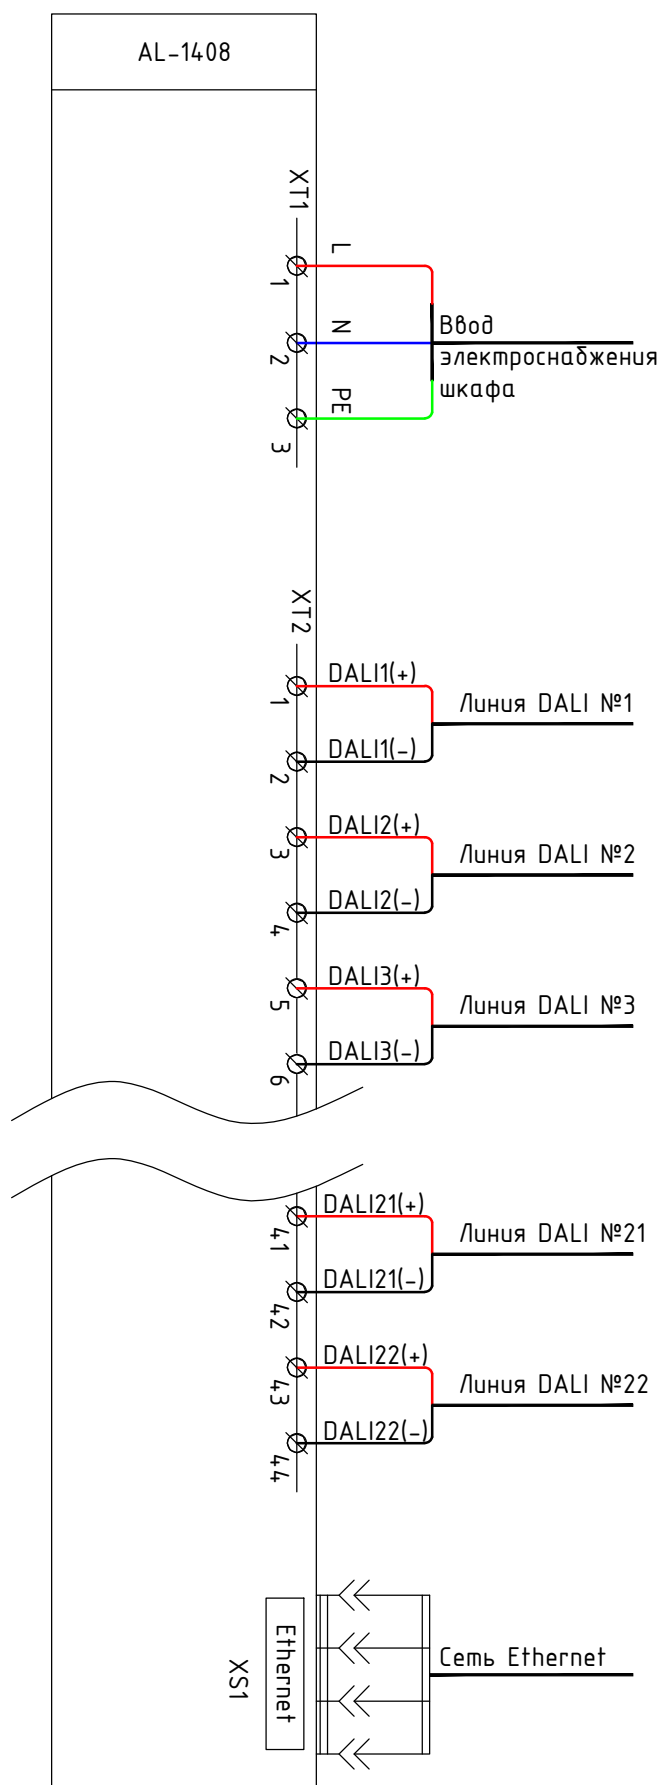 AL-1408
XT1
L
1
N
2
PE
3
Ввод
электроснабжения
шкафа
XT2
DALI1(+)
1
Линия DALI №1
DALI1(-)
2
DALI2(+)
3
Линия DALI №2
DALI2(-)
4
DALI3(+)
5
Линия DALI №3
DALI3(-)
6
DALI21(+)
41
Линия DALI №21
DALI21(-)
42
DALI22(+)
43
Линия DALI №22
DALI22(-)
44
Ethernet
XS1
Сеть Ethernet